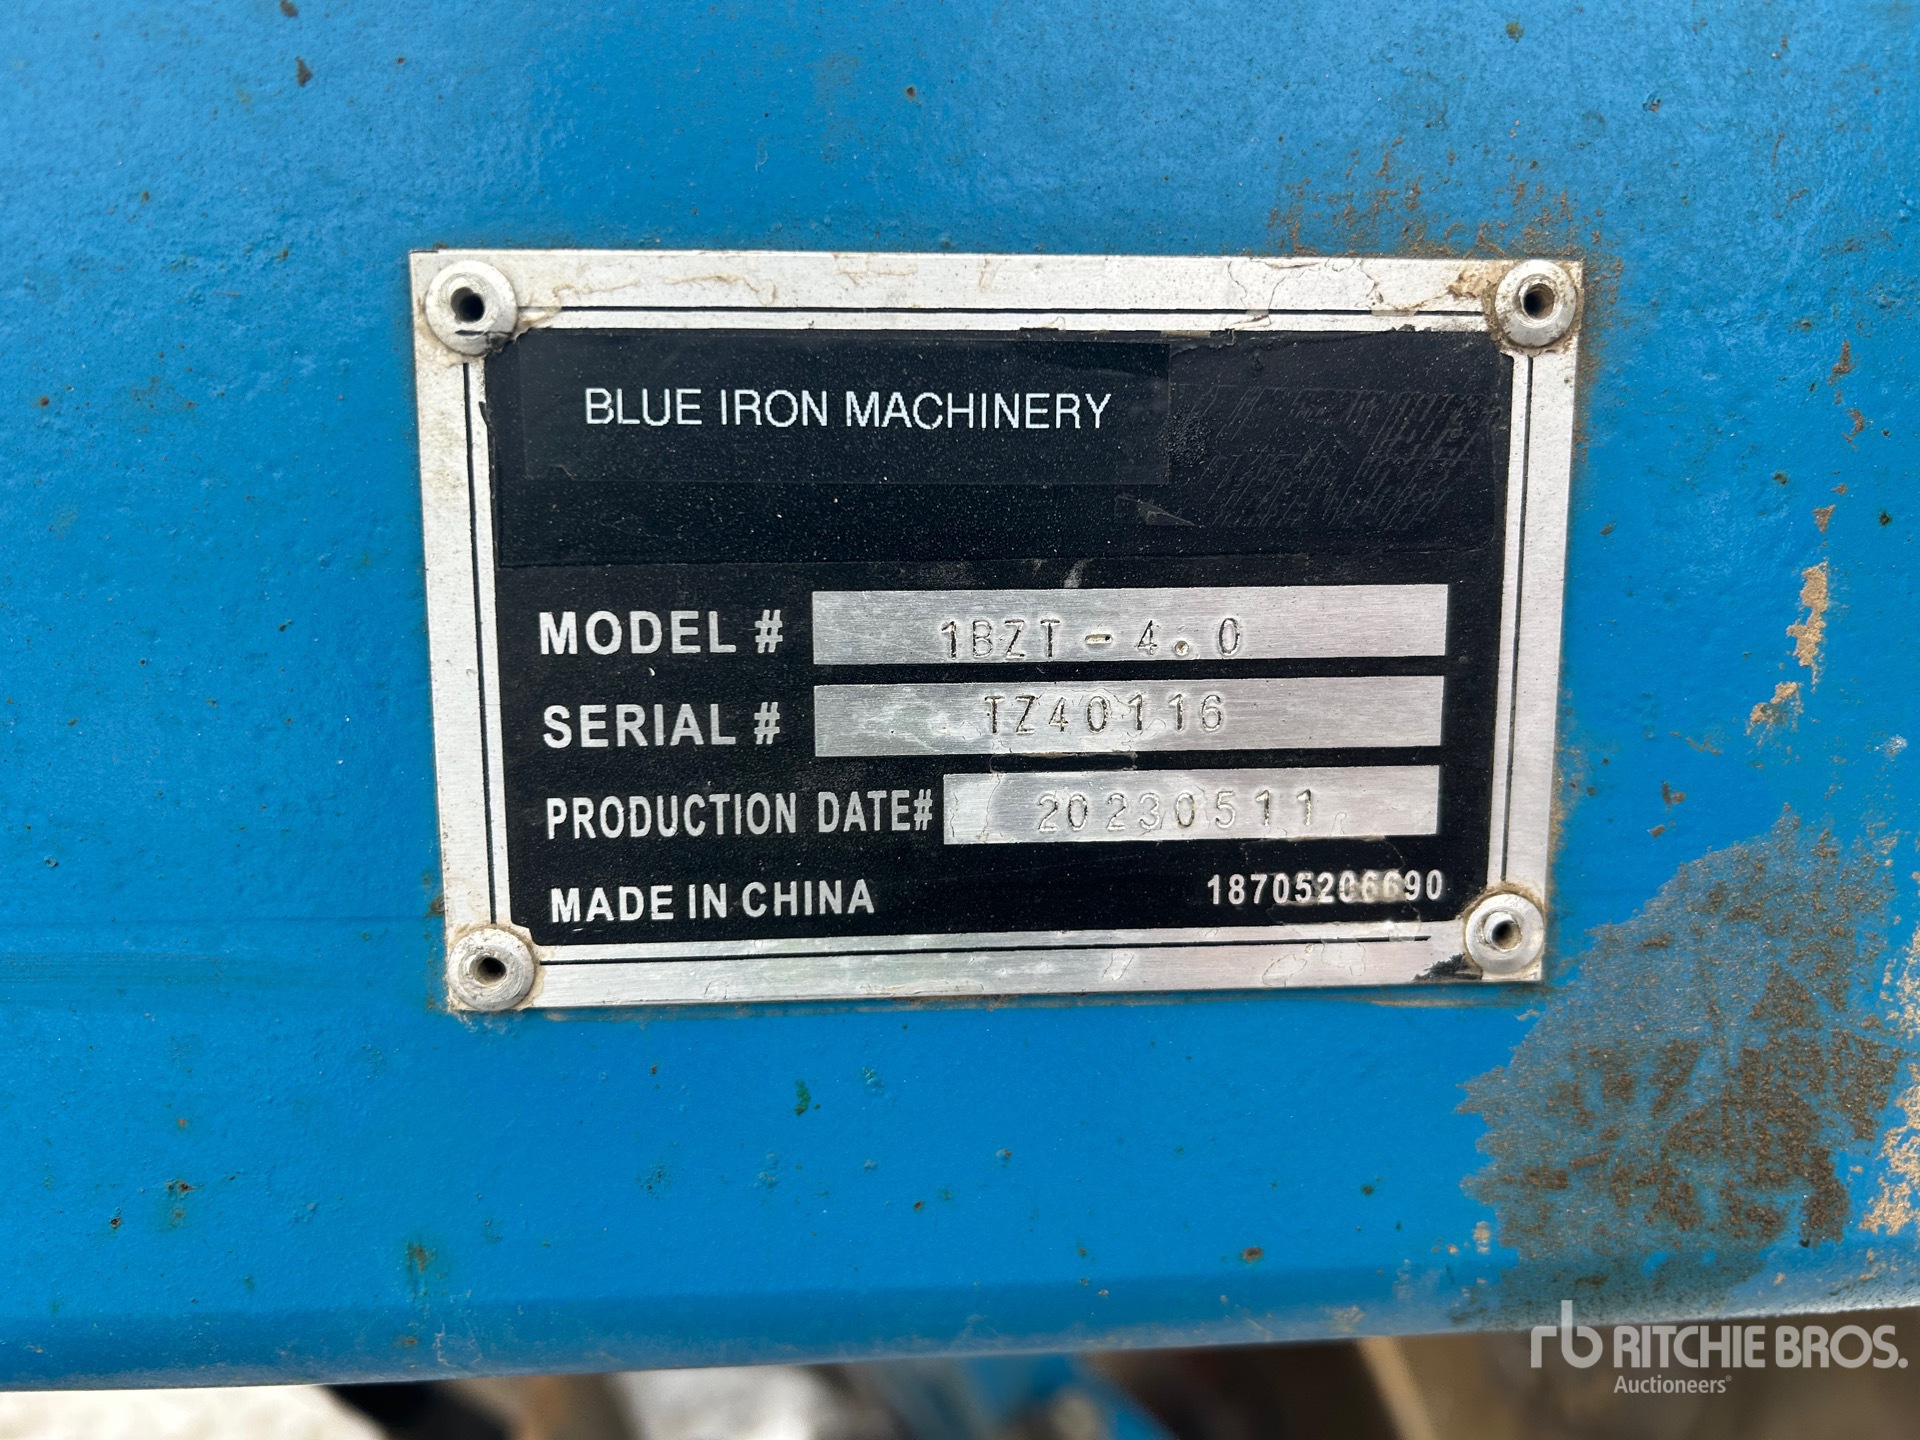 BLUE IRON MACHINERY
MODEL # 1BZT-4.0
SERIAL # TZ40116
PRODUCTION DATE# 20230511
MADE IN CHINA 18705206690
rb RITCHIE BROS.
Auctioneers®